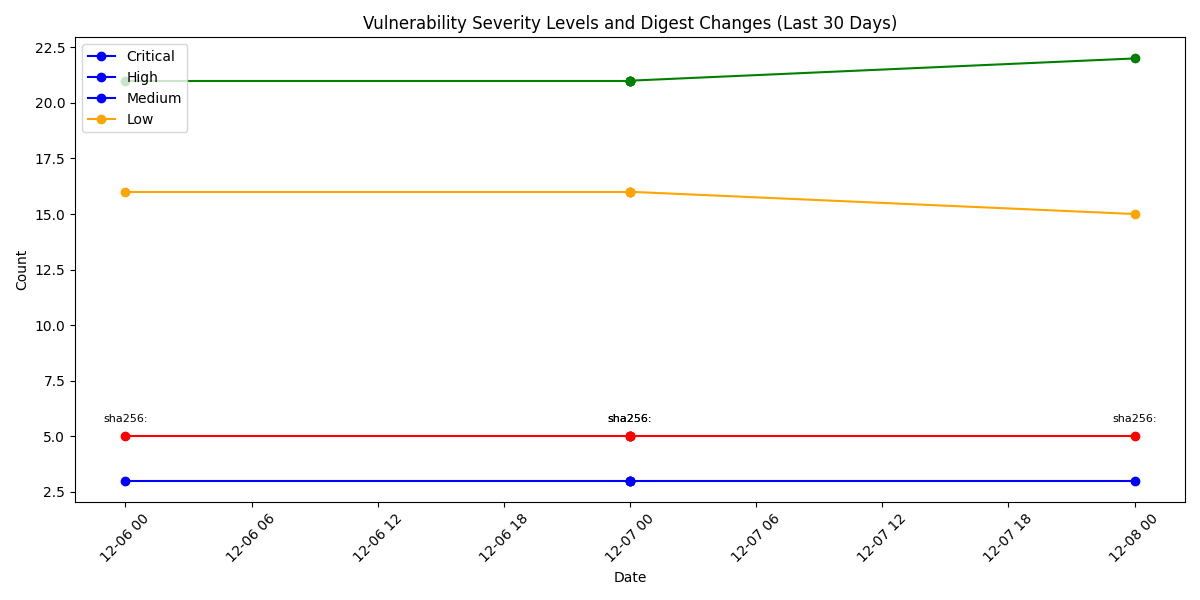 Vulnerability Severity Levels and Digest Changes (Last 30 Days)
Critical
High
Medium
Low
Count
22.5
20.0
17.5
15.0
12.5
10.0
7.5
5.0
2.5
sha256:
sha256:
sha256:
12-06 00
12-06 06
12-06 12
12-06 18
12-07 00
12-07 06
12-07 12
12-07 18
12-08 00
Date